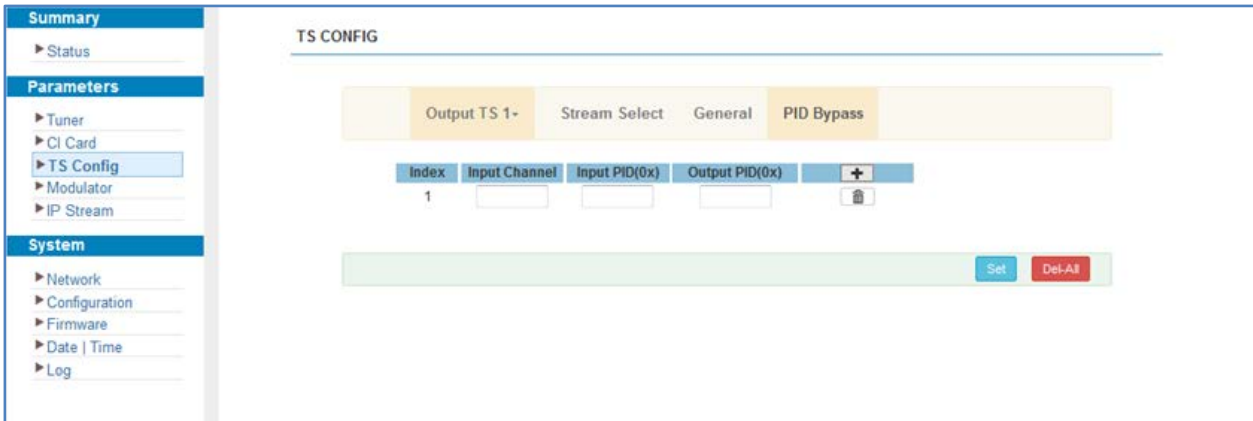 Summary
Status
Parameters
Tuner
CI Card
TS Config
Modulator
IP Stream
System
Network
Configuration
Firmware
Date | Time
Log
TS CONFIG
Output TS 1 Stream Select General PID Bypass
Index Input Channel Input PID(0x) Output PID(0x) +
1
Set Del-All